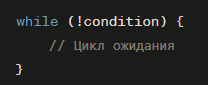 while (!condition) {
    // Цикл ожидания
}